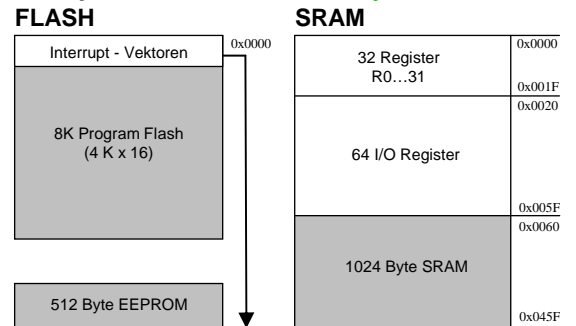 FLASH
Interrupt - Vektoren
0x0000
8K Program Flash
(4 K x 16)
512 Byte EEPROM
SRAM
32 Register
R0…31
0x0000
0x001F
0x0020
64 I/O Register
0x005F
0x0060
1024 Byte SRAM
0x045F